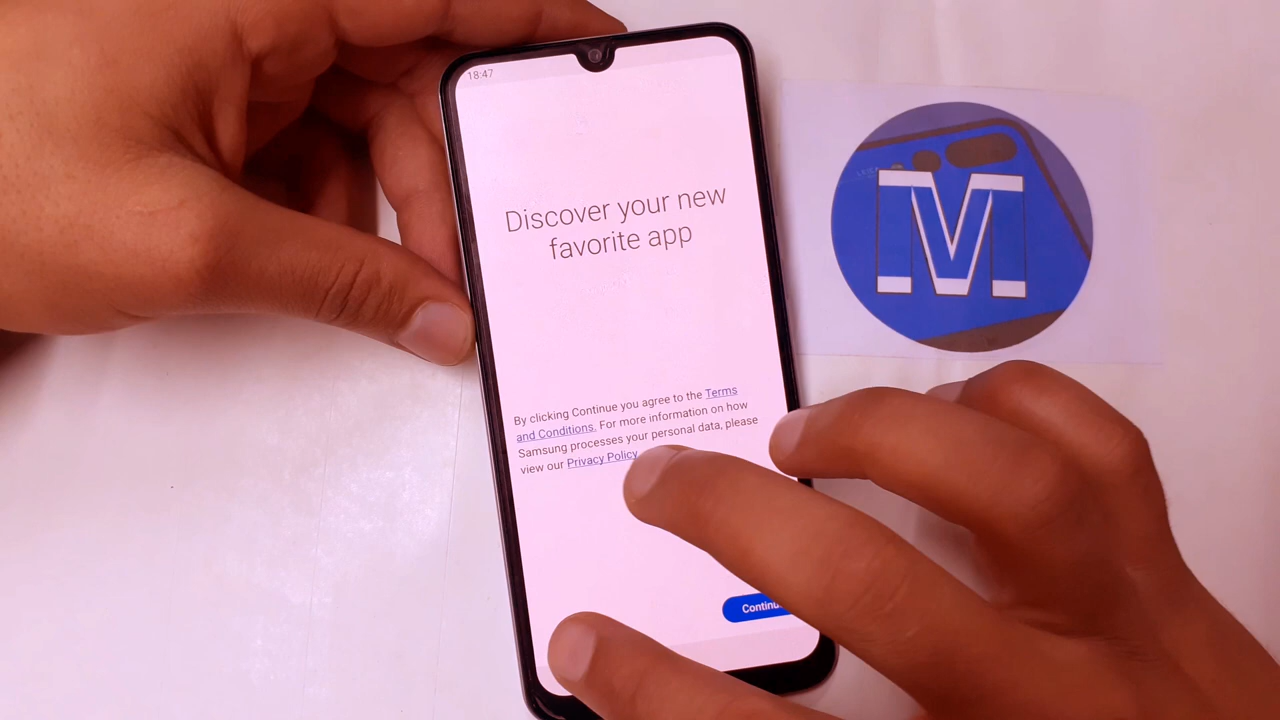 18:47
Discover your new
favorite app
By clicking Continue you agree to the Terms
and Conditions. For more information on how
Samsung processes your personal data, please
view our Privacy Policy.
M